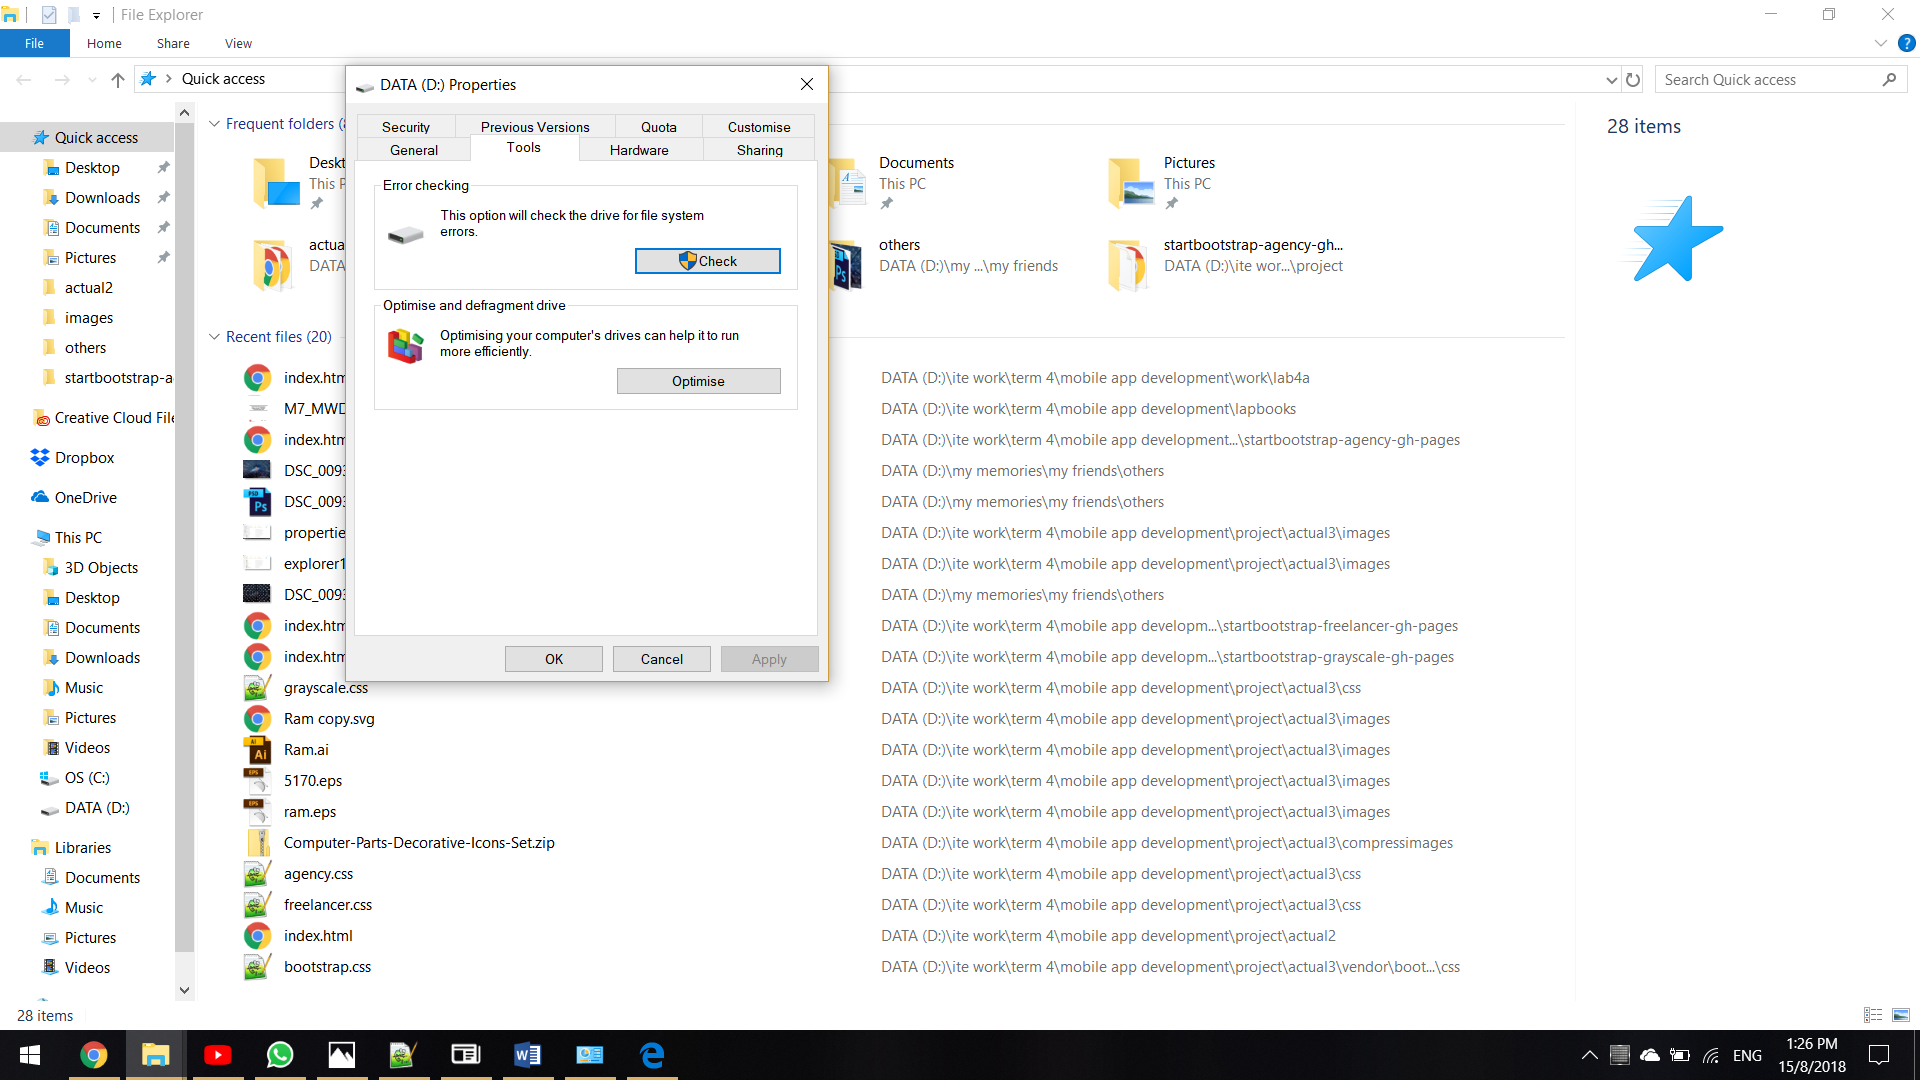 File Explorer
File Home Share View
Quick access
Search Quick access
Quick access
Desktop
Downloads
Documents
Pictures
actual2
images
others
startbootstrap-a
Creative Cloud File
Dropbox
OneDrive
This PC
3D Objects
Desktop
Documents
Downloads
Music
Pictures
Videos
OS (C:)
DATA (D:)
Libraries
Documents
Music
Pictures
Videos
28 items
Frequent folders (
Documents
This PC
Pictures
This PC
others
DATA (D:)\my ...\my friends
startbootstrap-agency-gh...
DATA (D:)\ite wor...\project
Recent files (20)
index.htm DATA (D:)\ite work\term 4\mobile app development\work\lab4a
M7_MWD DATA (D:)\ite work\term 4\mobile app development\lapbooks
index.htm DATA (D:)\ite work\term 4\mobile app development...\startbootstrap-agency-gh-pages
DSC_0093 DATA (D:)\my memories\my friends\others
DSC_0093 DATA (D:)\my memories\my friends\others
propertie DATA (D:)\ite work\term 4\mobile app development\project\actual3\images
explorer1 DATA (D:)\ite work\term 4\mobile app development\project\actual3\images
DSC_0093 DATA (D:)\my memories\my friends\others
index.htm DATA (D:)\ite work\term 4\mobile app developm...\startbootstrap-freelancer-gh-pages
index.htm DATA (D:)\ite work\term 4\mobile app developm...\startbootstrap-grayscale-gh-pages
grayscale.css DATA (D:)\ite work\term 4\mobile app development\project\actual3\css
Ram copy.svg DATA (D:)\ite work\term 4\mobile app development\project\actual3\images
Ram.ai DATA (D:)\ite work\term 4\mobile app development\project\actual3\images
5170.eps DATA (D:)\ite work\term 4\mobile app development\project\actual3\images
ram.eps DATA (D:)\ite work\term 4\mobile app development\project\actual3\images
Computer-Parts-Decorative-Icons-Set.zip DATA (D:)\ite work\term 4\mobile app development\project\actual3\compressimages
agency.css DATA (D:)\ite work\term 4\mobile app development\project\actual3\css
freelancer.css DATA (D:)\ite work\term 4\mobile app development\project\actual3\css
index.html DATA (D:)\ite work\term 4\mobile app development\project\actual2
bootstrap.css DATA (D:)\ite work\term 4\mobile app development\project\actual3\vendor\boot...\css
28 items
DATA (D:) Properties
Security Previous Versions Quota Customise
General Tools Hardware Sharing
Error checking
This option will check the drive for file system
errors.
Check
Optimise and defragment drive
Optimising your computer's drives can help it to run
more efficiently.
Optimise
OK Cancel Apply
ENG
1:26 PM
15/8/2018